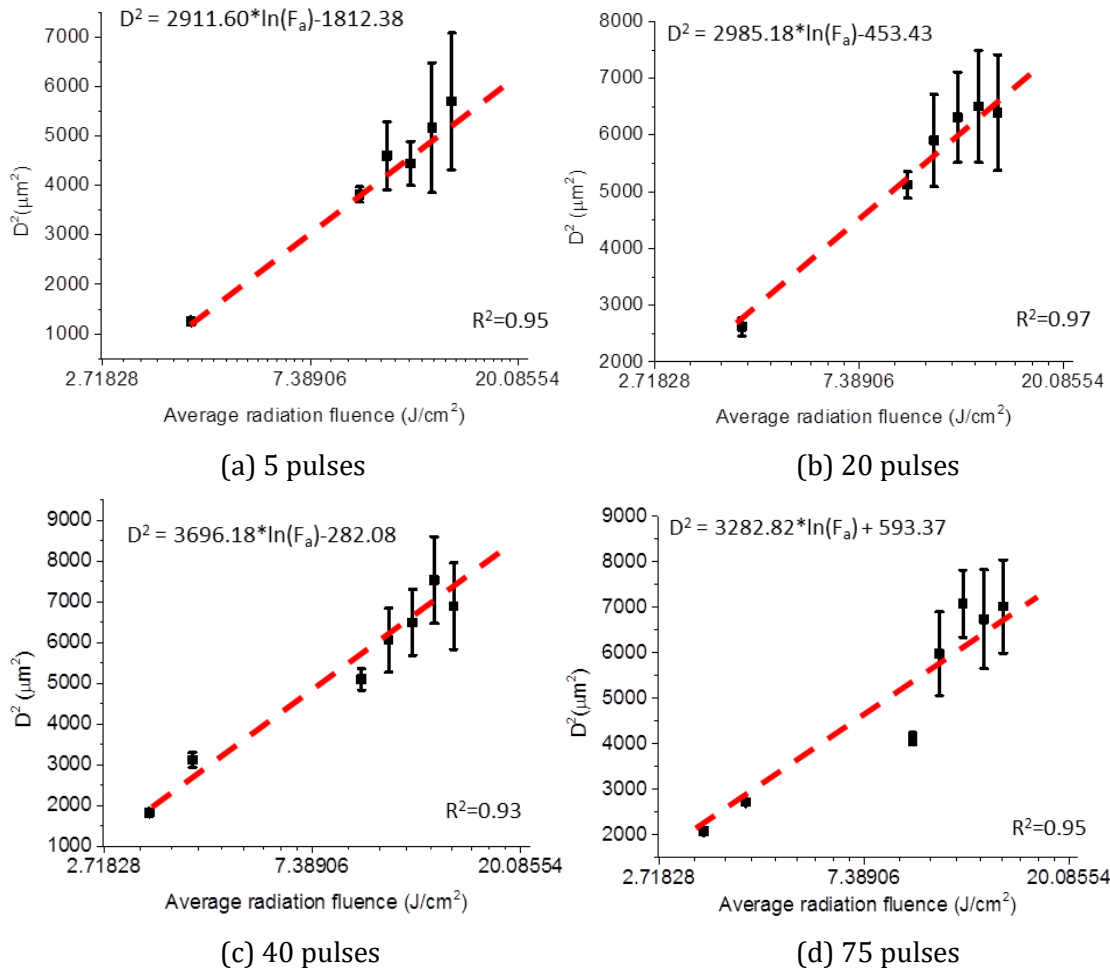 D² = 2911.60*ln(Fₐ)-1812.38
7000
6000
5000
4000
3000
2000
1000
D²(μm²)
R²=0.95
2.71828
7.38906
20.08554
Average radiation fluence (J/cm²)
(a) 5 pulses
D² = 2985.18*ln(Fₐ)-453.43
8000
7000
6000
5000
4000
3000
2000
D² (μm²)
R²=0.97
2.71828
7.38906
20.08554
Average radiation fluence (J/cm²)
(b) 20 pulses
D² = 3696.18*ln(Fₐ)-282.08
9000
8000
7000
6000
5000
4000
3000
2000
1000
D² (μm²)
R²=0.93
2.71828
7.38906
20.08554
Average radiation fluence (J/cm²)
(c) 40 pulses
D² = 3282.82*ln(Fₐ) + 593.37
9000
8000
7000
6000
5000
4000
3000
2000
D²(μm²)
R²=0.95
2.71828
7.38906
20.08554
Average radiation fluence (J/cm²)
(d) 75 pulses